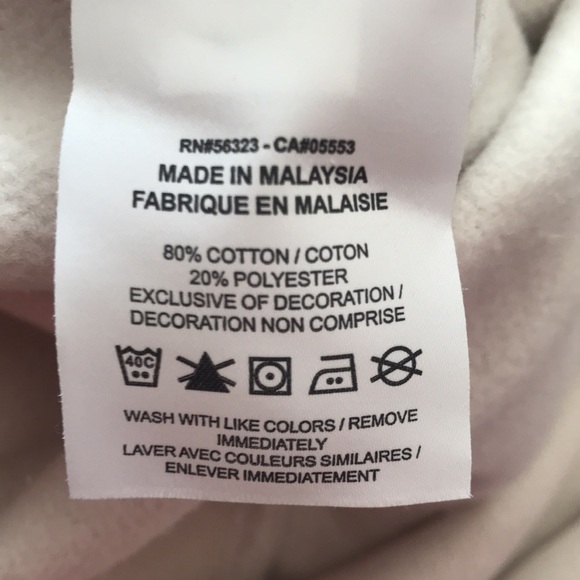 RN#56323 - CA#05553
MADE IN MALAYSIA
FABRIQUE EN MALAISIE
80% COTTON / COTON
20% POLYESTER
EXCLUSIVE OF DECORATION /
DECORATION NON COMPRISE
40C
WASH WITH LIKE COLORS / REMOVE
IMMEDIATELY
LAVER AVEC COULEURS SIMILAIRES /
ENLEVER IMMEDIATEMENT